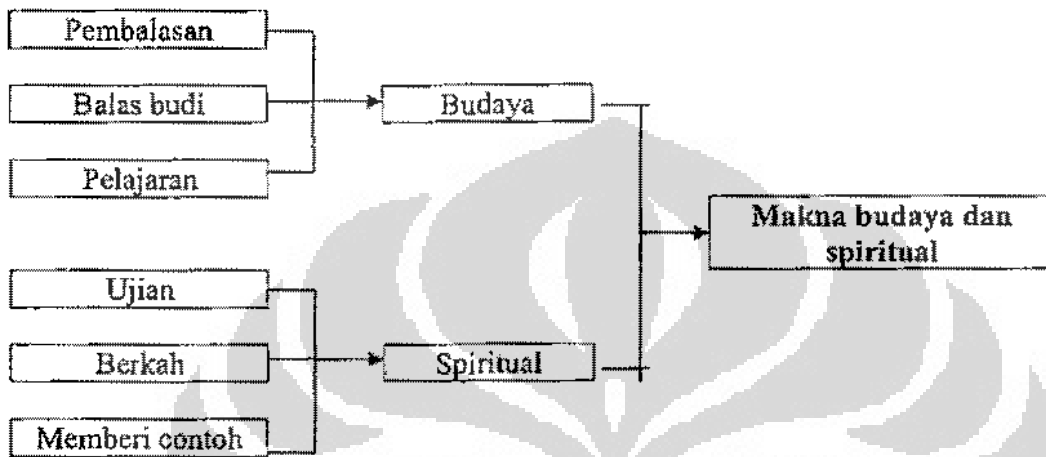 Pembalasan
Balas budi
Pelajaran
Budaya
Ujian
Berkah
Memberi contoh
Spiritual
Makna budaya dan
spiritual